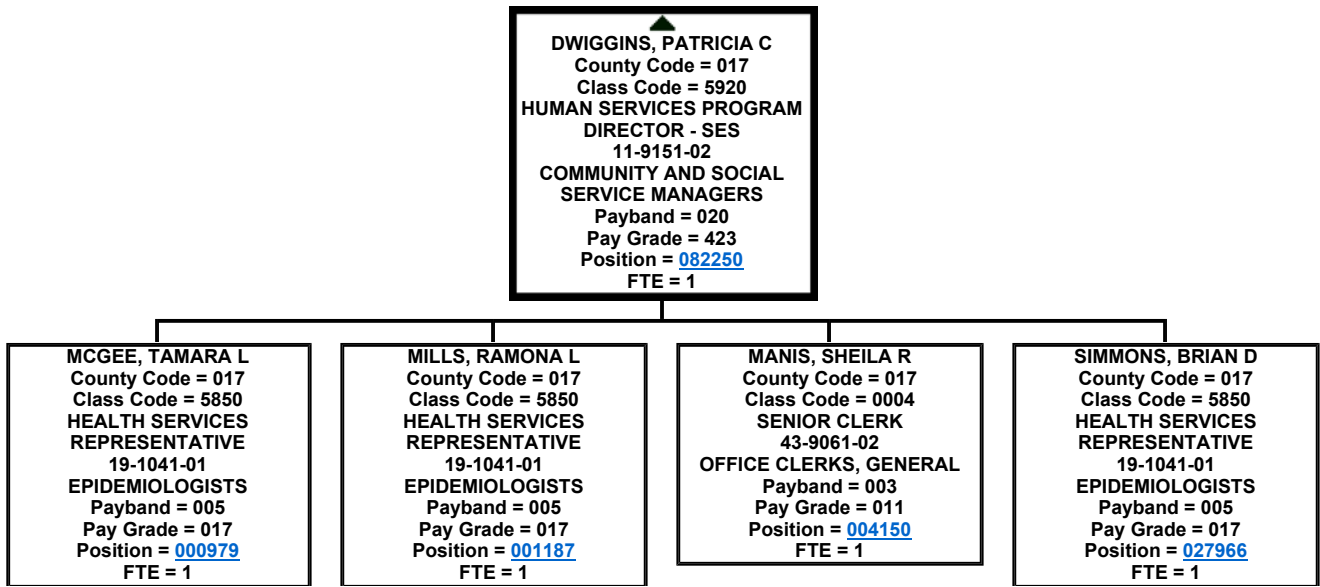 DWIGGINS, PATRICIA C
County Code = 017
Class Code = 5920
HUMAN SERVICES PROGRAM
DIRECTOR - SES
11-9151-02
COMMUNITY AND SOCIAL
SERVICE MANAGERS
Payband = 020
Pay Grade = 423
Position = 082250
FTE = 1
MCGEE, TAMARA L
County Code = 017
Class Code = 5850
HEALTH SERVICES
REPRESENTATIVE
19-1041-01
EPIDEMIOLOGISTS
Payband = 005
Pay Grade = 017
Position = 000979
FTE = 1
MILLS, RAMONA L
County Code = 017
Class Code = 5850
HEALTH SERVICES
REPRESENTATIVE
19-1041-01
EPIDEMIOLOGISTS
Payband = 005
Pay Grade = 017
Position = 001187
FTE = 1
MANIS, SHEILA R
County Code = 017
Class Code = 0004
SENIOR CLERK
43-9061-02
OFFICE CLERKS, GENERAL
Payband = 003
Pay Grade = 011
Position = 004150
FTE = 1
SIMMONS, BRIAN D
County Code = 017
Class Code = 5850
HEALTH SERVICES
REPRESENTATIVE
19-1041-01
EPIDEMIOLOGISTS
Payband = 005
Pay Grade = 017
Position = 027966
FTE = 1